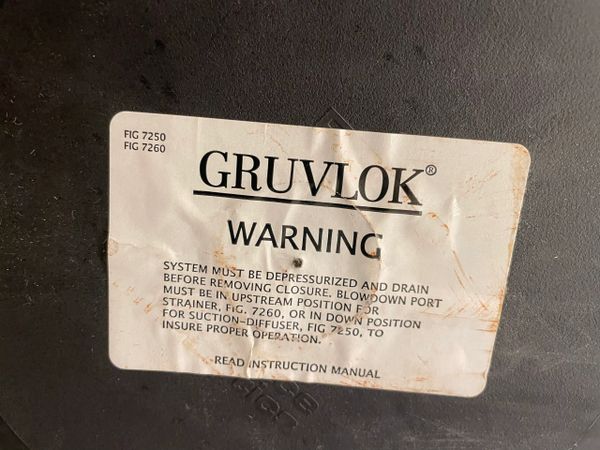 FIG 7250
FIG 7260
GRUVLOK®
WARNING
SYSTEM MUST BE DEPRESSURIZED AND DRAIN
BEFORE REMOVING CLOSURE. BLOWDOWN PORT
MUST BE IN UPSTREAM POSITION FOR
STRAINER, FIG. 7260, OR IN DOWN POSITION
FOR SUCTION-DIFFUSER, FIG 7250, TO
INSURE PROPER OPERATION.
READ INSTRUCTION MANUAL